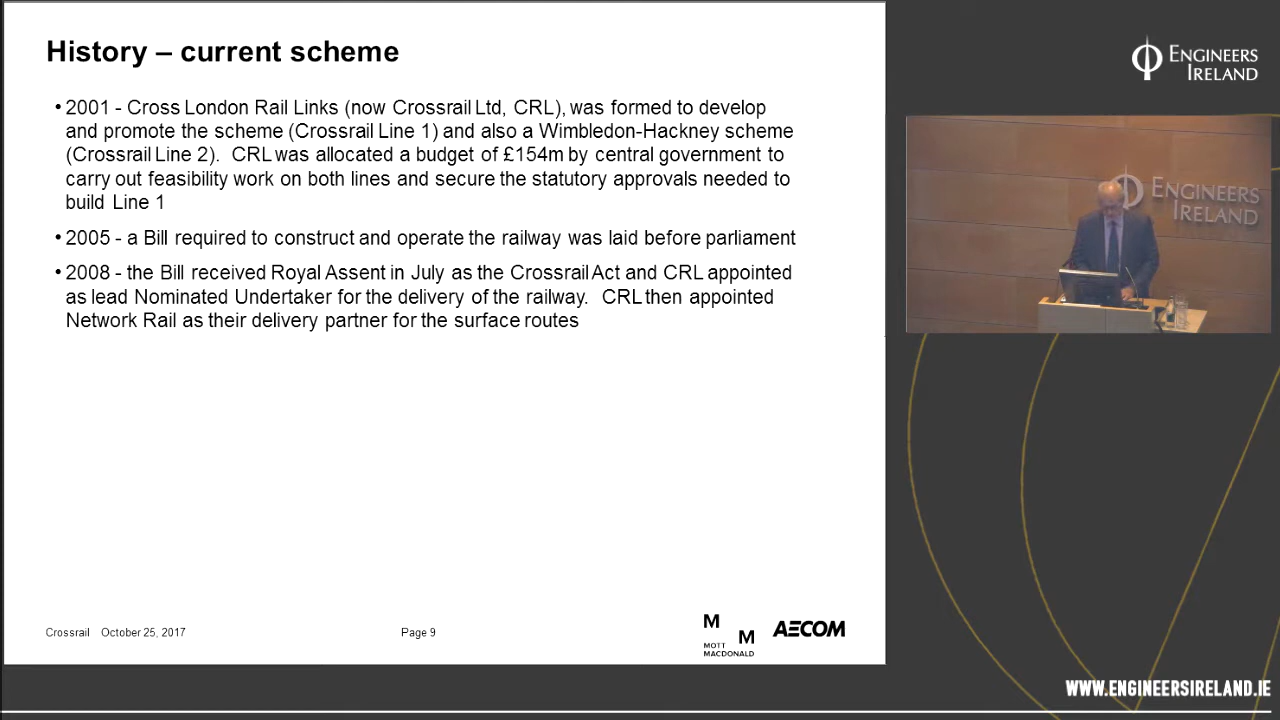 History – current scheme
• 2001 - Cross London Rail Links (now Crossrail Ltd, CRL), was formed to develop
and promote the scheme (Crossrail Line 1) and also a Wimbledon-Hackney scheme
(Crossrail Line 2). CRL was allocated a budget of £154m by central government to
carry out feasibility work on both lines and secure the statutory approvals needed to
build Line 1
• 2005 - a Bill required to construct and operate the railway was laid before parliament
• 2008 - the Bill received Royal Assent in July as the Crossrail Act and CRL appointed
as lead Nominated Undertaker for the delivery of the railway. CRL then appointed
Network Rail as their delivery partner for the surface routes
Crossrail October 25, 2017
Page 9
M
M
MOTT
MACDONALD
AECOM
ENGINEERS
IRELAND
ENGINEERS
IRELAND
WWW.ENGINEERSIRELAND.IE